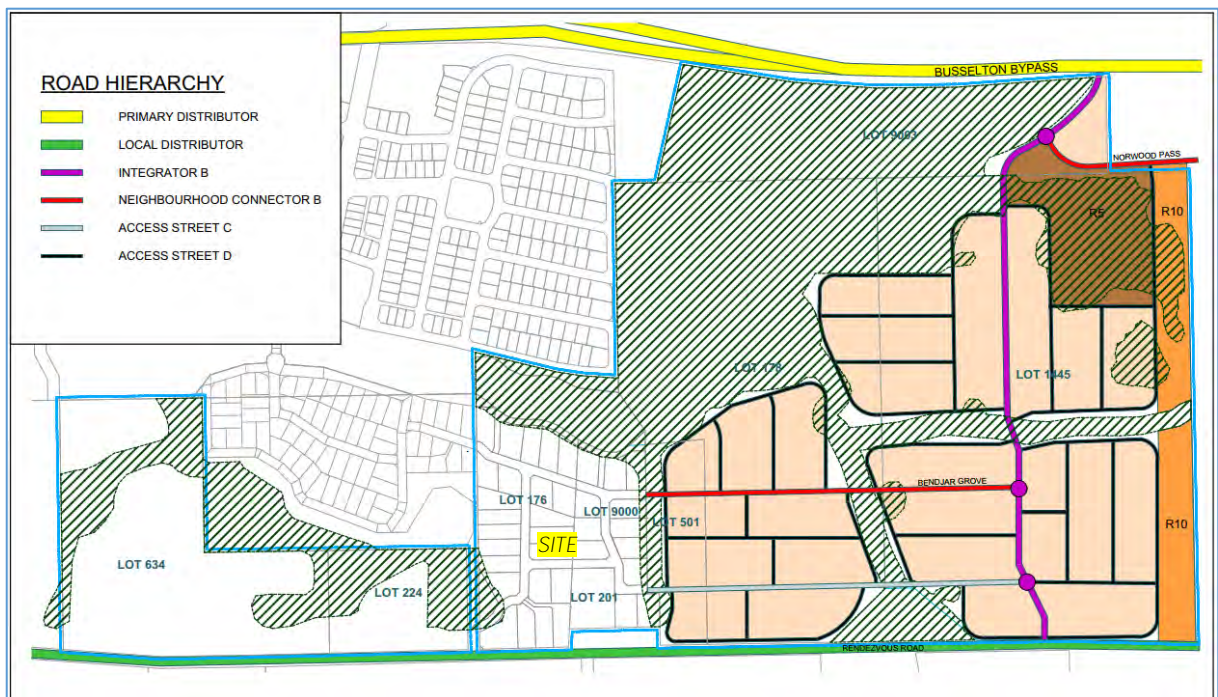 ROAD HIERARCHY
PRIMARY DISTRIBUTOR
LOCAL DISTRIBUTOR
INTEGRATOR B
NEIGHBOURHOOD CONNECTOR B
ACCESS STREET C
ACCESS STREET D
BUSSELTON BYPASS
LOT 9063
NORWOOD PASS
R5
R10
LOT 178
LOT 1445
BENDJAR GROVE
LOT 176
LOT 9000
LOT 501
SITE
R10
LOT 634
LOT 224
LOT 201
RENDEZVOUS ROAD